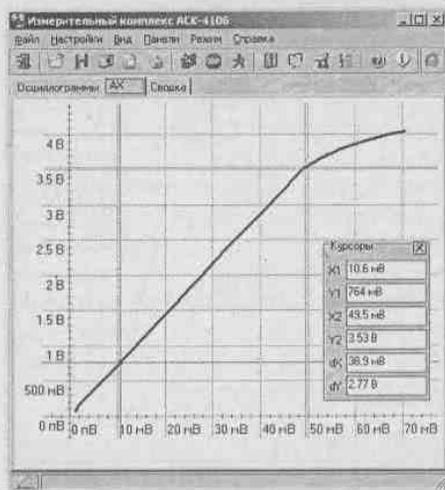 Измерительный комплекс АСК-4106
Файл Настройки Вид Панели Режим Справка
Осциллограммы АХ Сводка
4 В
3.5 В
3 В
2.5 В
2 В
1.5 В
1 В
500 мВ
0 пВ
0 пВ 10 мВ 20 мВ 30 мВ 40 мВ 50 мВ 60 мВ 70 мВ
Курсоры
X1 10.6 мВ
Y1 764 мВ
X2 49.5 мВ
Y2 3.53 В
dX 38.9 мВ
dY 2.77 В